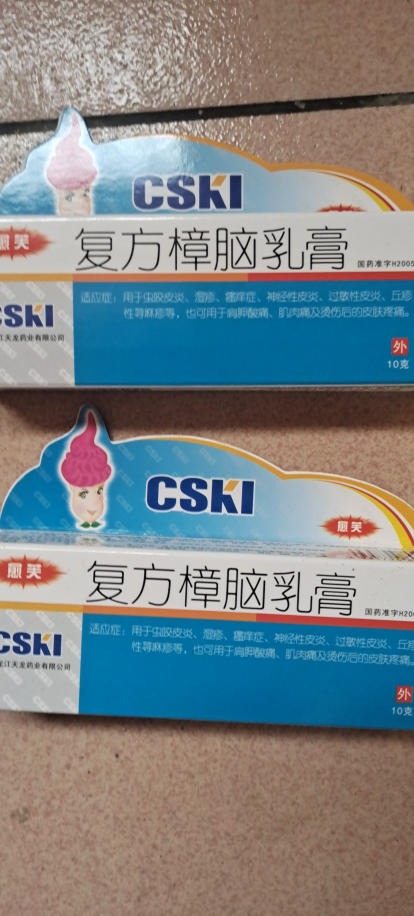 CSKI
愈芙
复方樟脑乳膏
国药准字H2005
CSKI
江天龙药业有限公司
适应症：用于虫咬皮炎、湿疹、瘙痒症、神经性皮炎、过敏性皮炎、丘疹
性荨麻疹等，也可用于肩胛酸痛、肌肉痛及烫伤后的皮肤疼痛。
外
10克
CSKI
愈芙
愈芙
复方樟脑乳膏
国药准字H200
CSKI
龙江天龙药业有限公司
适应症：用于虫咬皮炎、湿疹、瘙痒症、神经性皮炎、过敏性皮炎、丘疹
性荨麻疹等，也可用于肩胛酸痛、肌肉痛及烫伤后的皮肤疼痛。
外
10克